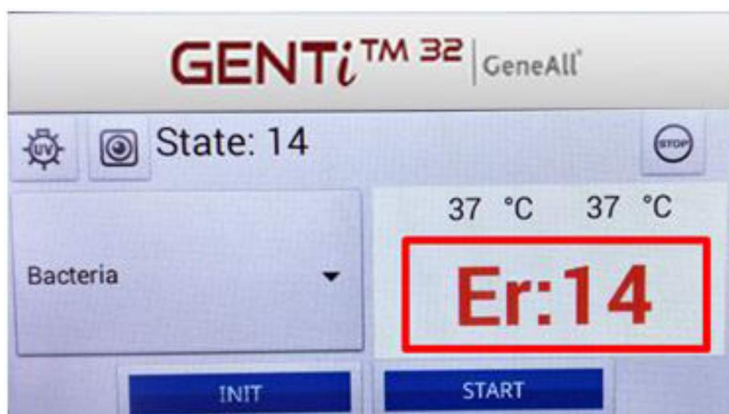 GENTi™ 32 | GeneAll®
UV State: 14 STOP
37 °C 37 °C
Bacteria
Er:14
INIT START